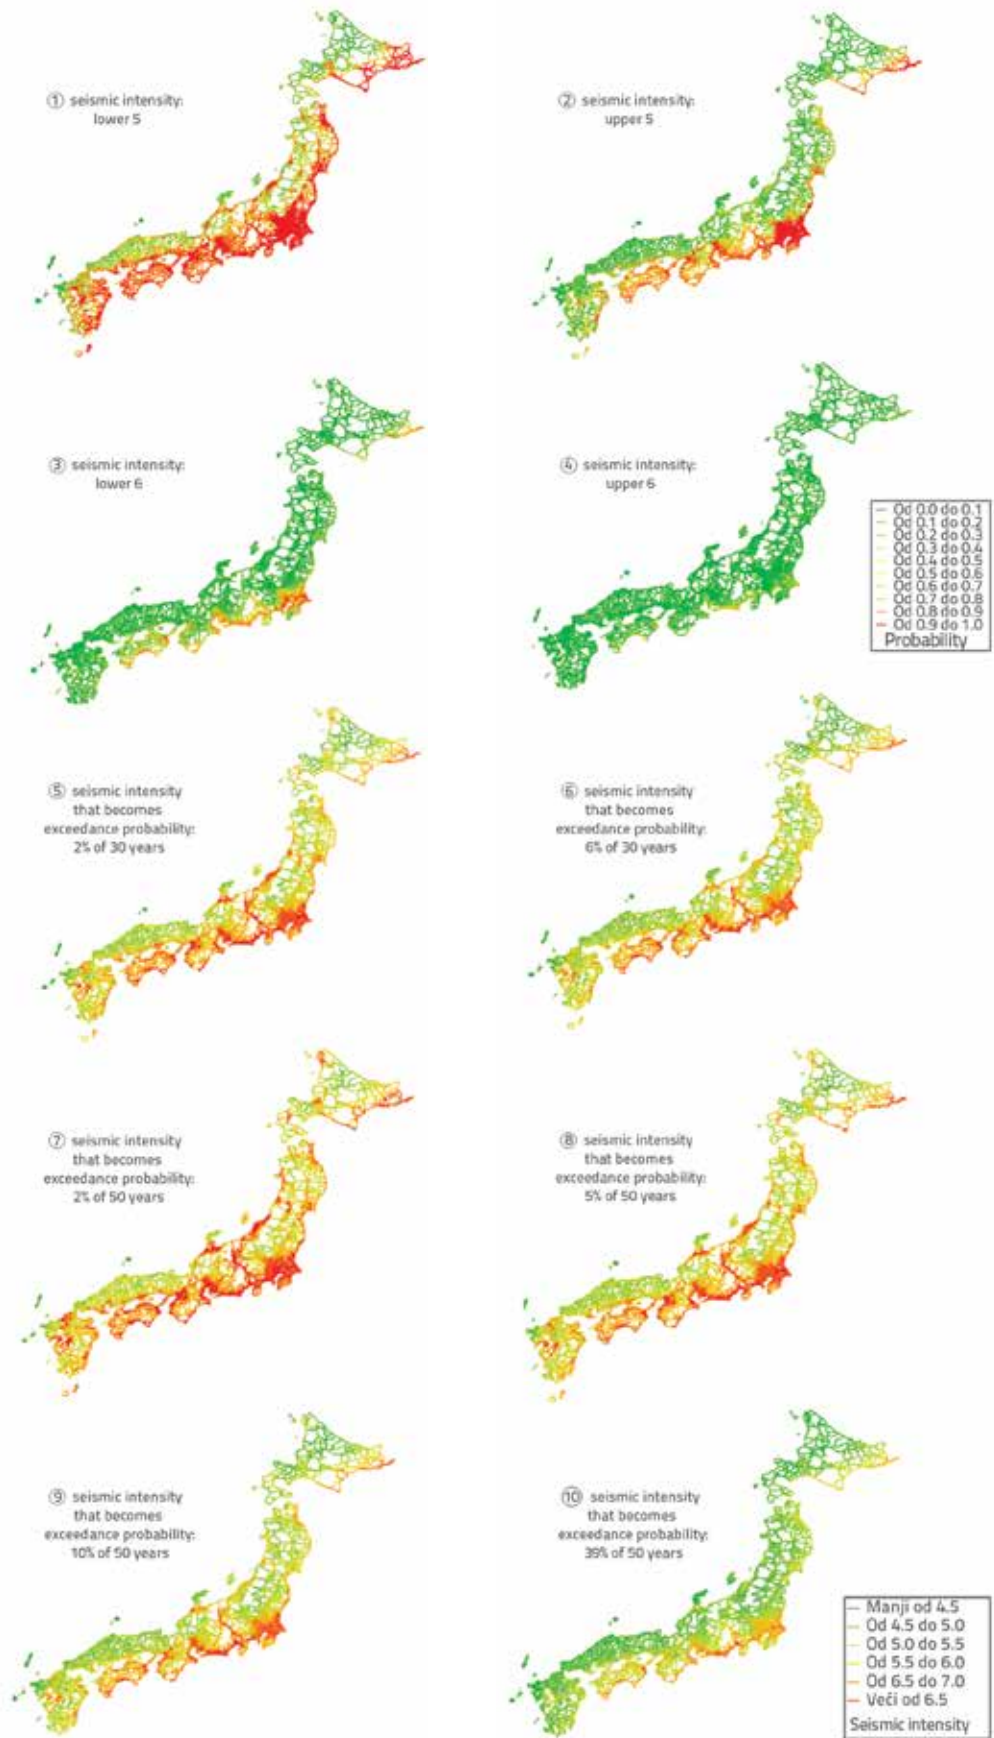 ① seismic intensity:
lower 5
② seismic intensity:
upper 5
③ seismic intensity:
lower 6
④ seismic intensity:
upper 6
Od 0.0 do 0.1
Od 0.1 do 0.2
Od 0.2 do 0.3
Od 0.3 do 0.4
Od 0.4 do 0.5
Od 0.5 do 0.6
Od 0.6 do 0.7
Od 0.7 do 0.8
Od 0.8 do 0.9
Od 0.9 do 1.0
Probability
⑤ seismic intensity
that becomes
exceedance probability:
2% of 30 years
⑥ seismic intensity
that becomes
exceedance probability:
6% of 30 years
⑦ seismic intensity
that becomes
exceedance probability:
2% of 50 years
⑧ seismic intensity
that becomes
exceedance probability:
5% of 50 years
⑨ seismic intensity
that becomes
exceedance probability:
10% of 50 years
⑩ seismic intensity
that becomes
exceedance probability:
39% of 50 years
Manji od 4.5
Od 4.5 do 5.0
Od 5.0 do 5.5
Od 5.5 do 6.0
Od 6.5 do 7.0
Veći od 6.5
Seismic intensity